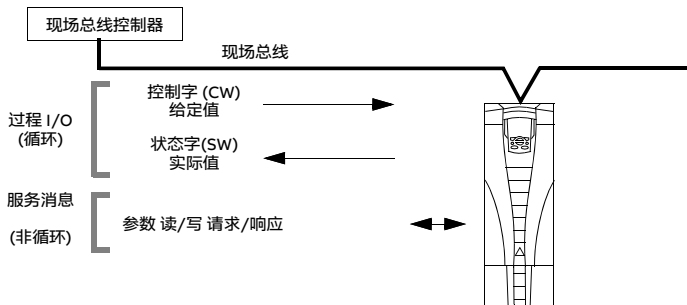 现场总线控制器
现场总线
过程 I/O
(循环)
控制字 (CW)
给定值
状态字(SW)
实际值
服务消息
(非循环)
参数 读/写 请求/响应